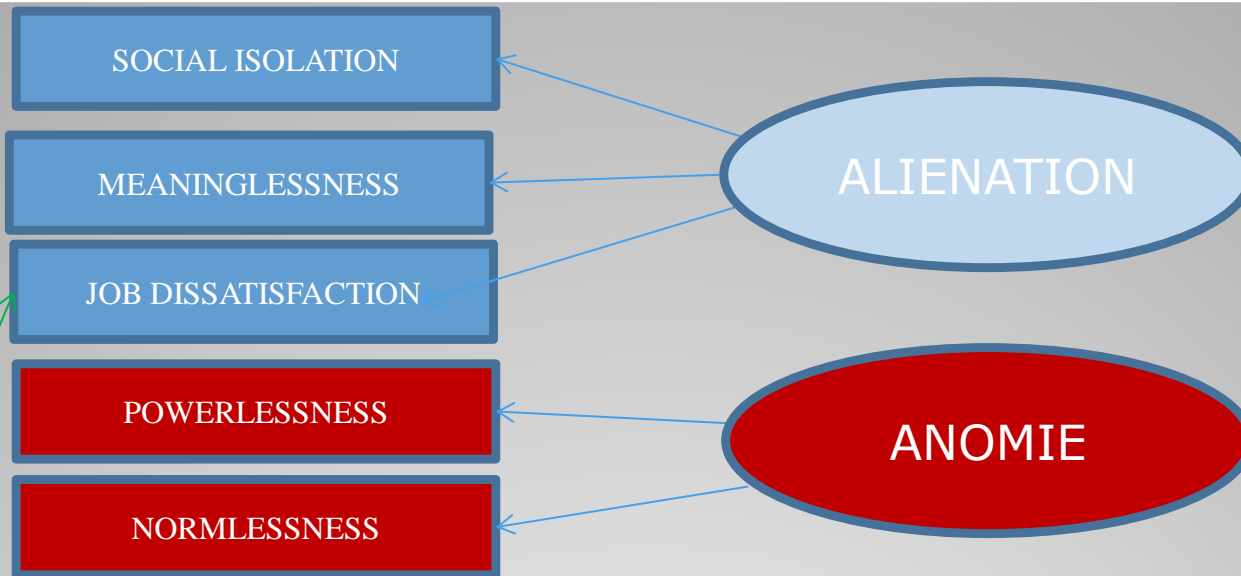 SOCIAL ISOLATION
MEANINGLESSNESS
JOB DISSATISFACTION
POWERLESSNESS
NORMLESSNESS
ALIENATION
ANOMIE